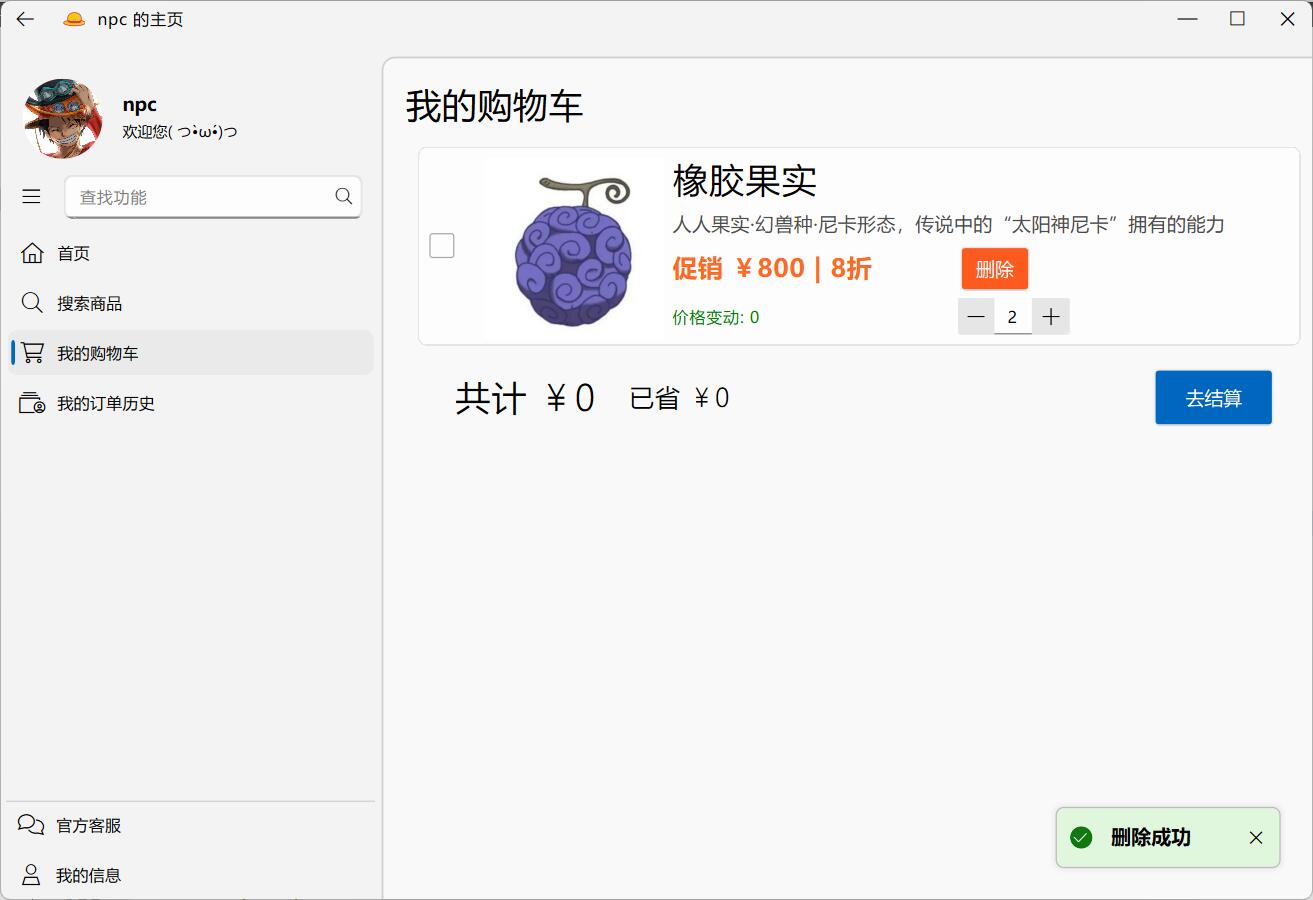 npc 的主页
npc
欢迎您( つ•̀ω•́)つ
查找功能
首页
搜索商品
我的购物车
我的订单历史
官方客服
我的信息
我的购物车
橡胶果实
人人果实·幻兽种·尼卡形态，传说中的“太阳神尼卡”拥有的能力
促销 ￥800 | 8折
删除
价格变动: 0
2
共计 ￥0 已省 ￥0
去结算
删除成功